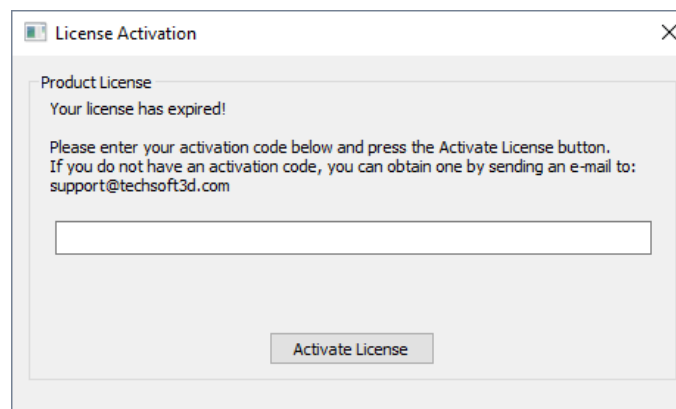 License Activation
Product License
Your license has expired!
Please enter your activation code below and press the Activate License button.
If you do not have an activation code, you can obtain one by sending an e-mail to:
support@techsoft3d.com
Activate License